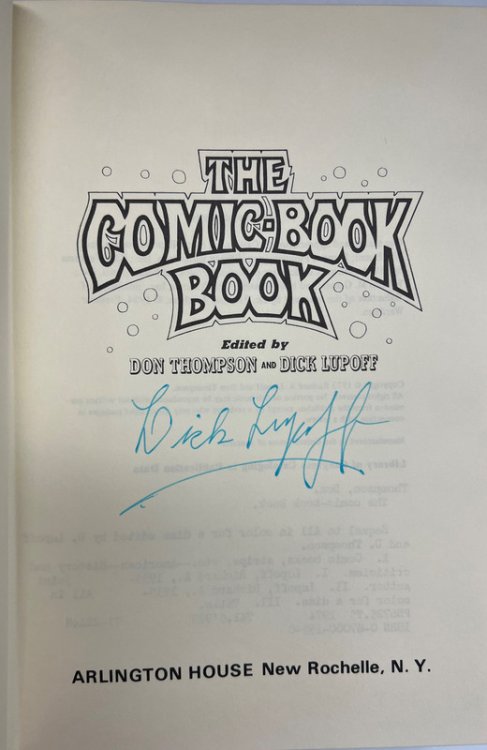 THE
COMIC-BOOK
BOOK
Edited by
DON THOMPSON AND DICK LUPOFF
Dick Lupoff
ARLINGTON HOUSE New Rochelle, N. Y.